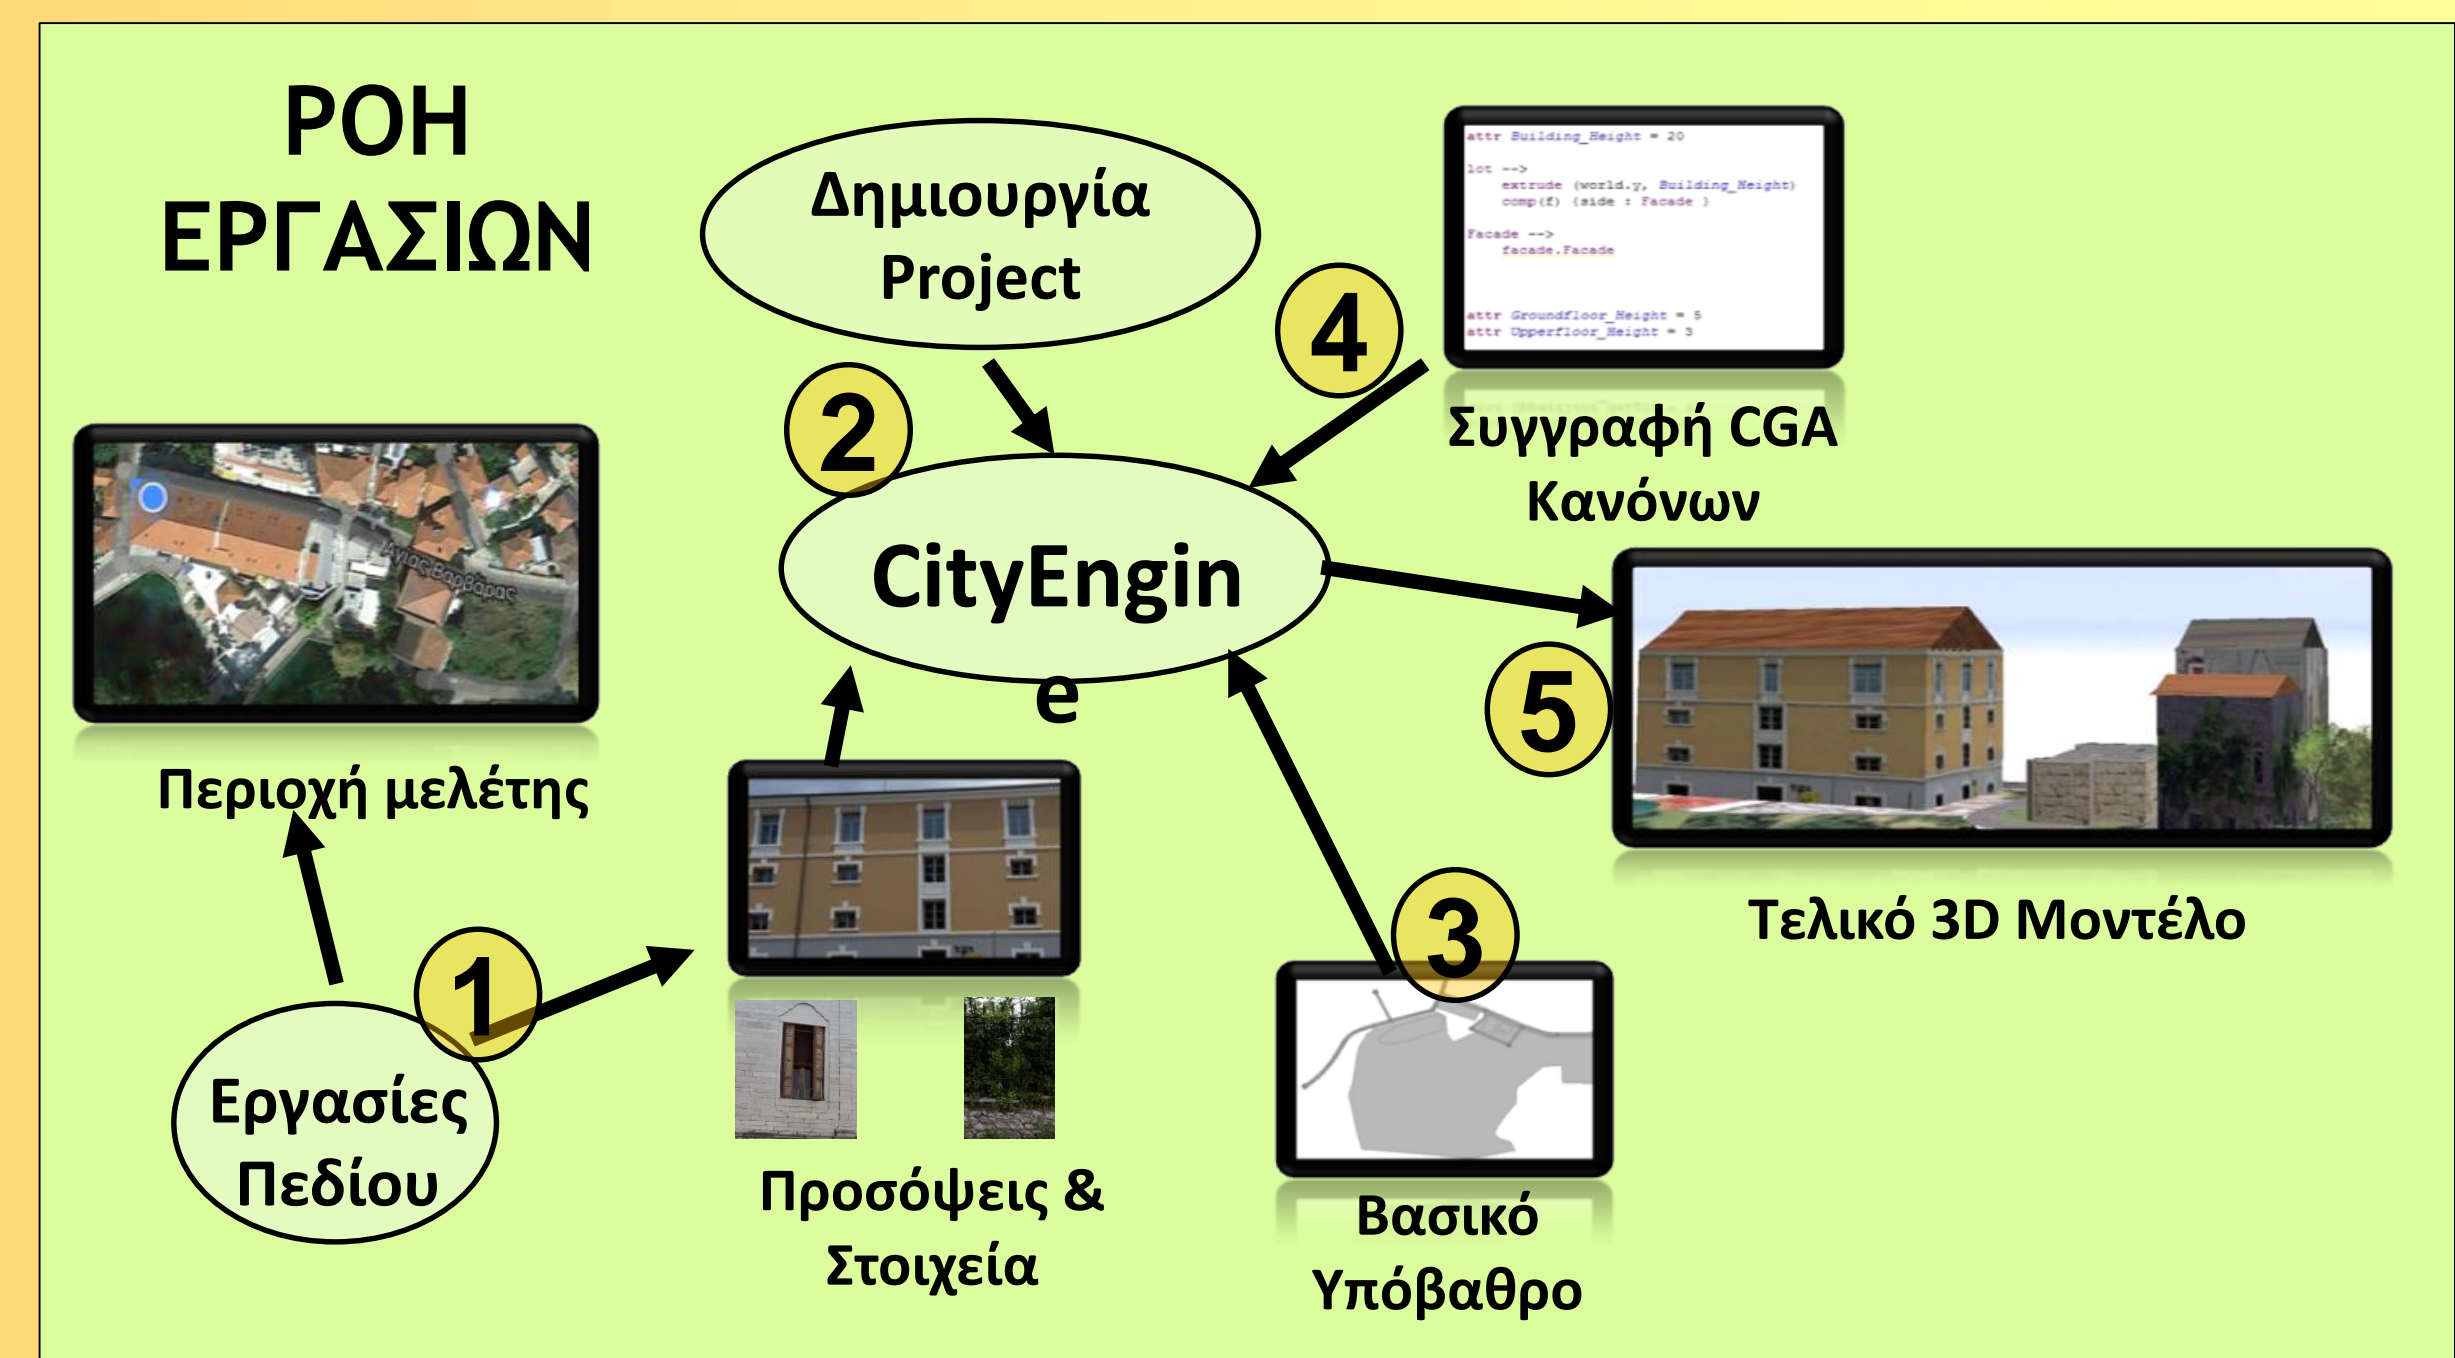 ΡΟΗ
ΕΡΓΑΣΙΩΝ
Δημιουργία
Project
attr Building_Height = 20
lot -->
extrude (world.y, Building_Height)
comp(f) {side : Facade }
Facade -->
facade.Facade
attr Groundfloor_Height = 5
attr Upperfloor_Height = 3
4
2
Συγγραφή CGA
Κανόνων
CityEngin
e
Αγίας Βαρβάρας
5
Περιοχή μελέτης
Τελικό 3D Μοντέλο
3
1
Εργασίες
Πεδίου
Προσόψεις &
Στοιχεία
Βασικό
Υπόβαθρο